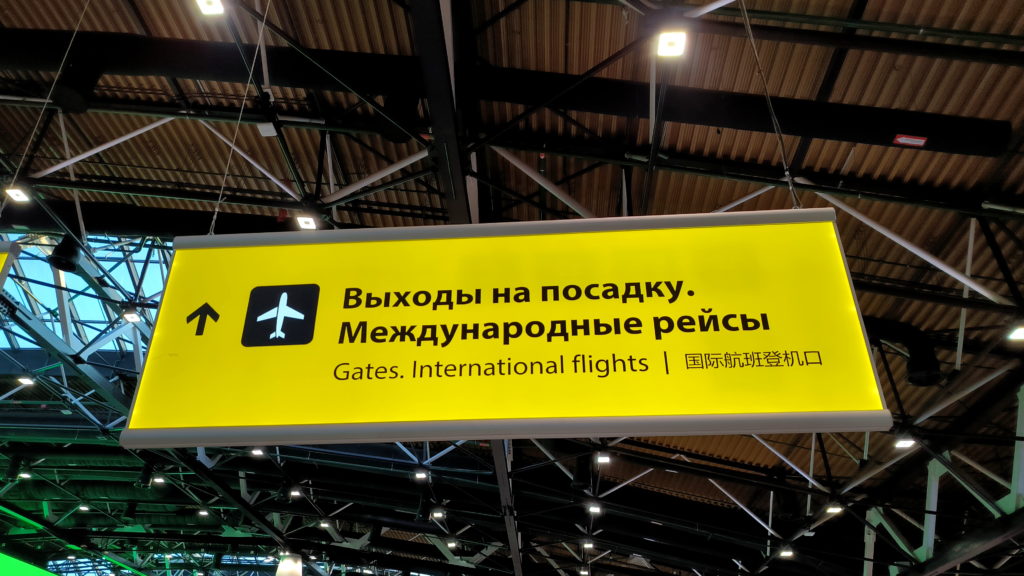 Выходы на посадку.
Международные рейсы
Gates. International flights | 国际航班登机口